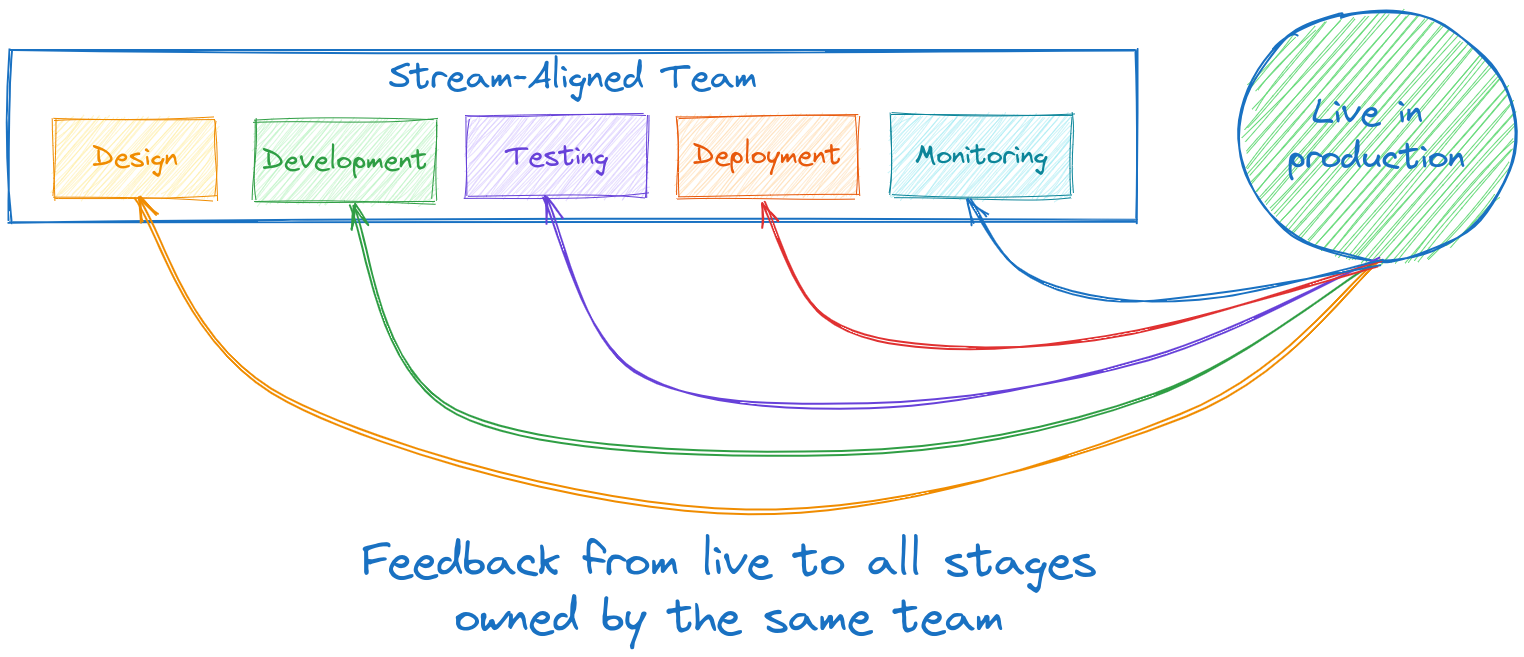 Stream-Aligned Team
Design
Development
Testing
Deployment
Monitoring
Live in
production
Feedback from live to all stages
owned by the same team